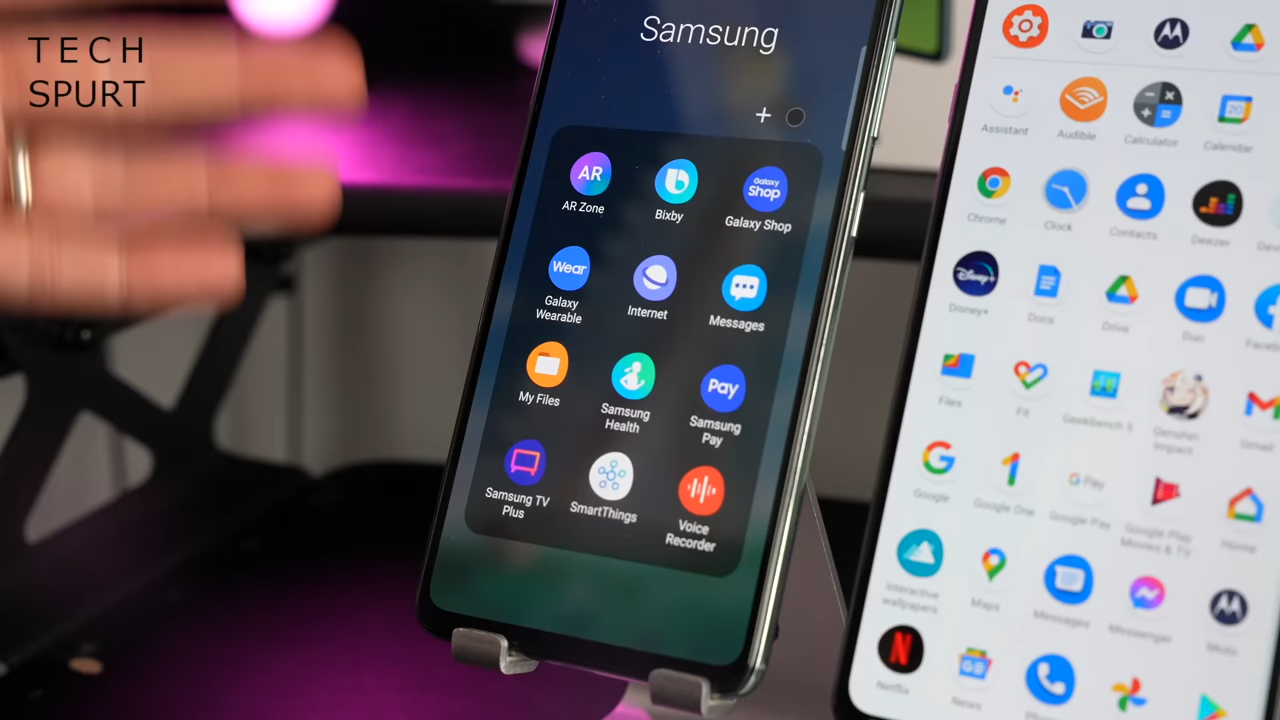 TECH
SPURT
Samsung
+
AR
AR Zone
Bixby
Galaxy
Shop
Galaxy Shop
Wear
Galaxy
Wearable
Internet
Messages
My Files
Samsung
Health
Pay
Samsung
Pay
Samsung TV
Plus
SmartThings
Voice
Recorder
Assistant
Audible
Calculator
20
Calendar
Chrome
Clock
Contacts
Deezer
Disney+
Disney+
Docs
Drive
Duo
Files
Fit
Geekbench 5
Genshin
Impact
Gmail
Google
Google One
G Pay
Google Pay
Google Play
Movies & TV
Home
Interactive
wallpapers
Maps
Messages
Messenger
Moto
N
Netflix
News